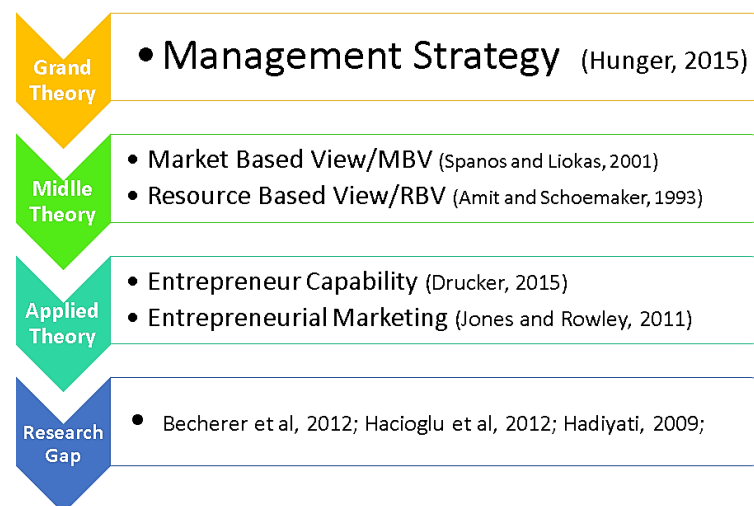 Grand
Theory
• Management Strategy (Hunger, 2015)
Midlle
Theory
• Market Based View/MBV (Spanos and Liokas, 2001)
• Resource Based View/RBV (Amit and Schoemaker, 1993)
Applied
Theory
• Entrepreneur Capability (Drucker, 2015)
• Entrepreneurial Marketing (Jones and Rowley, 2011)
Research
Gap
• Becherer et al, 2012; Hacioglu et al, 2012; Hadiyati, 2009;